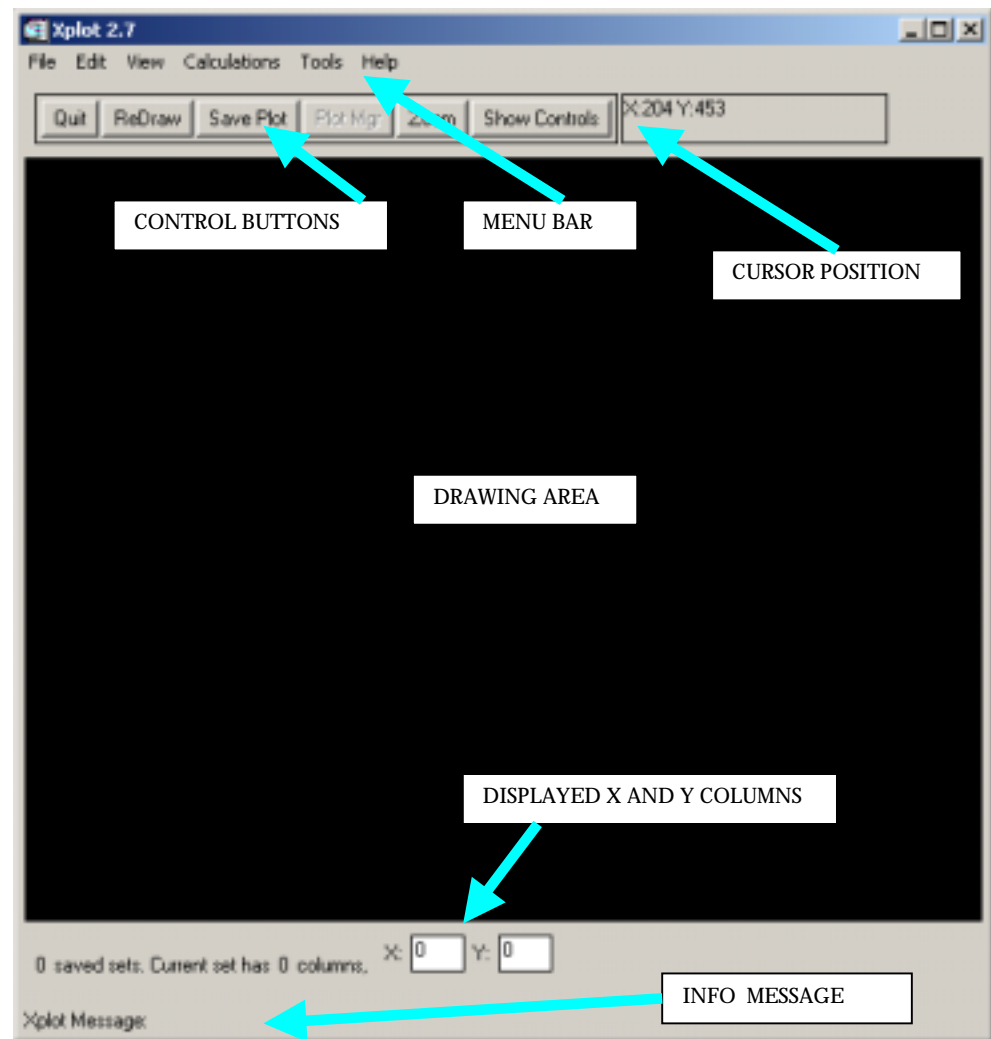 Xplot 2.7
File Edit View Calculations Tools Help
Quit ReDraw Save Plot Plot Mgr Zoom Show Controls X:204 Y:453
CONTROL BUTTONS
MENU BAR
CURSOR POSITION
DRAWING AREA
DISPLAYED X AND Y COLUMNS
0 saved sets. Current set has 0 columns, X: 0 Y: 0
INFO MESSAGE
Xplot Message: